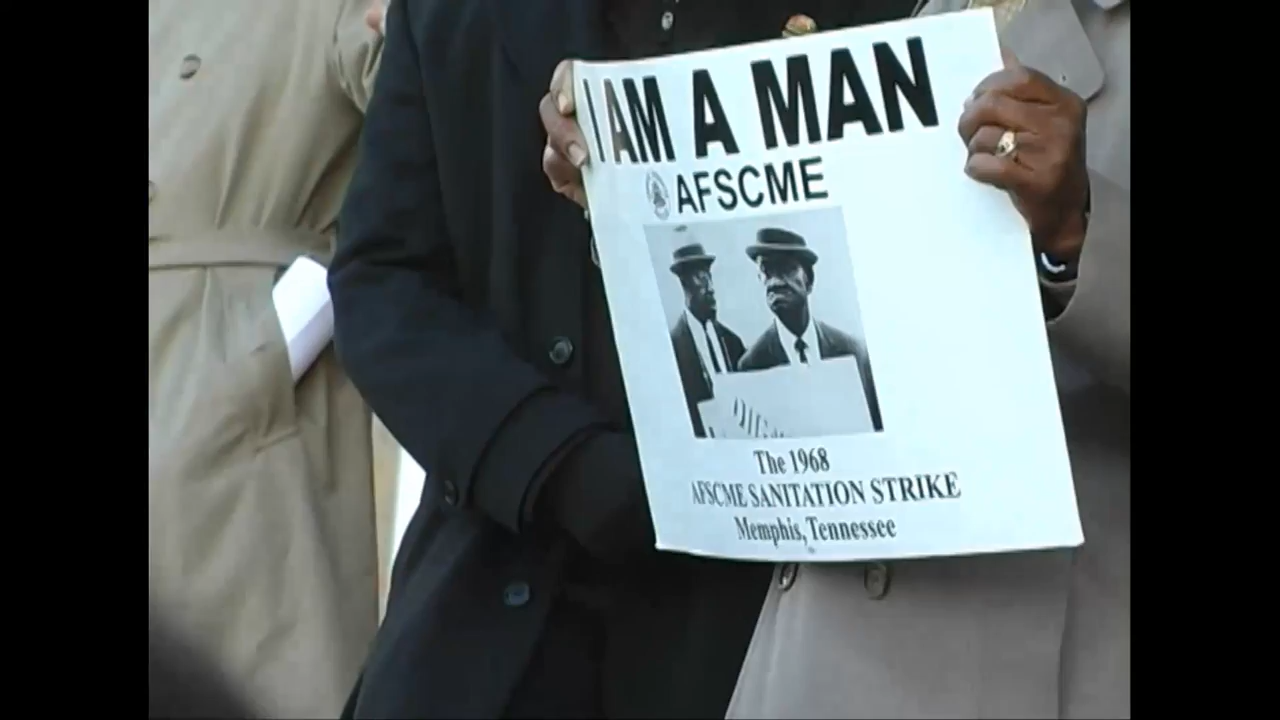 I AM A MAN
AFSCME
The 1968
AFSCME SANITATION STRIKE
Memphis, Tennessee